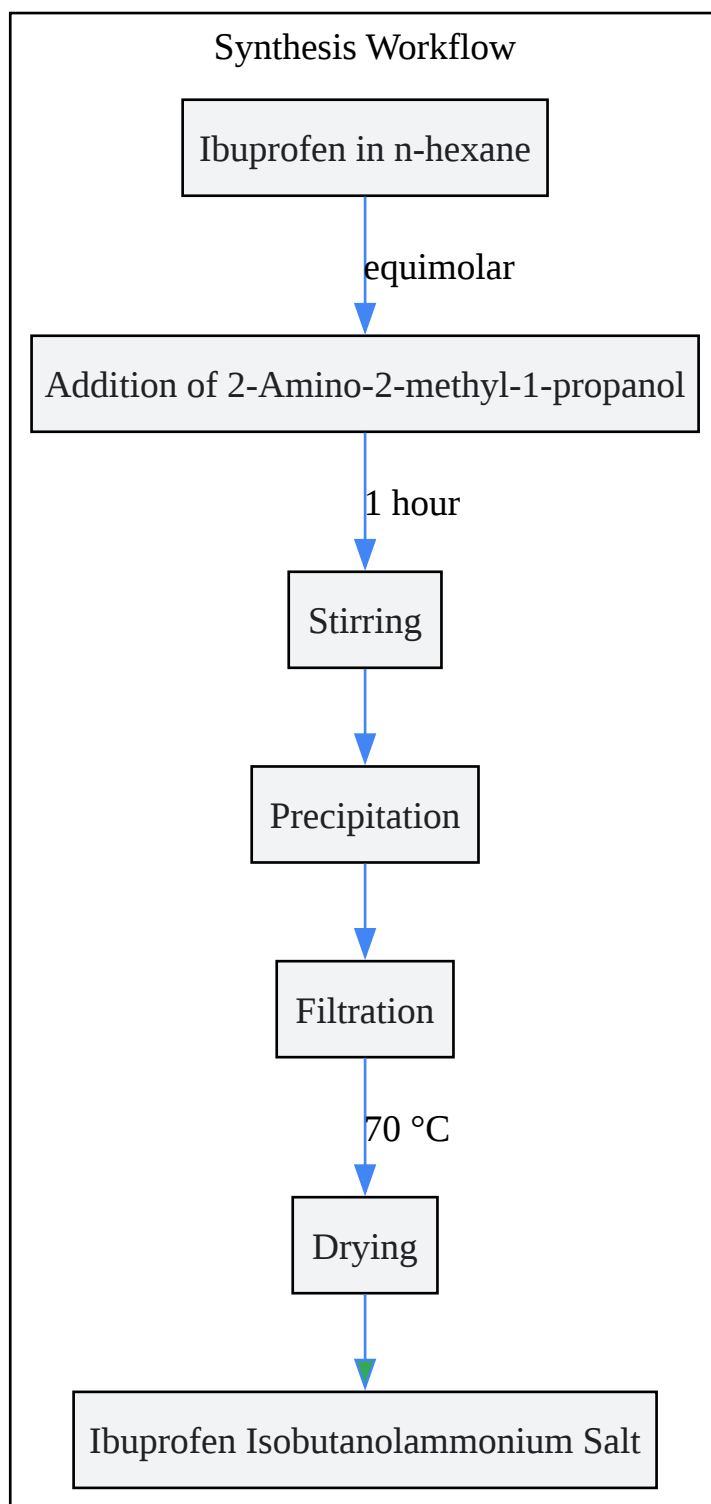 Synthesis Workflow
Ibuprofen in n-hexane
equimolar
Addition of 2-Amino-2-methyl-1-propanol
1 hour
Stirring
Precipitation
Filtration
70 °C
Drying
Ibuprofen Isobutanolammonium Salt